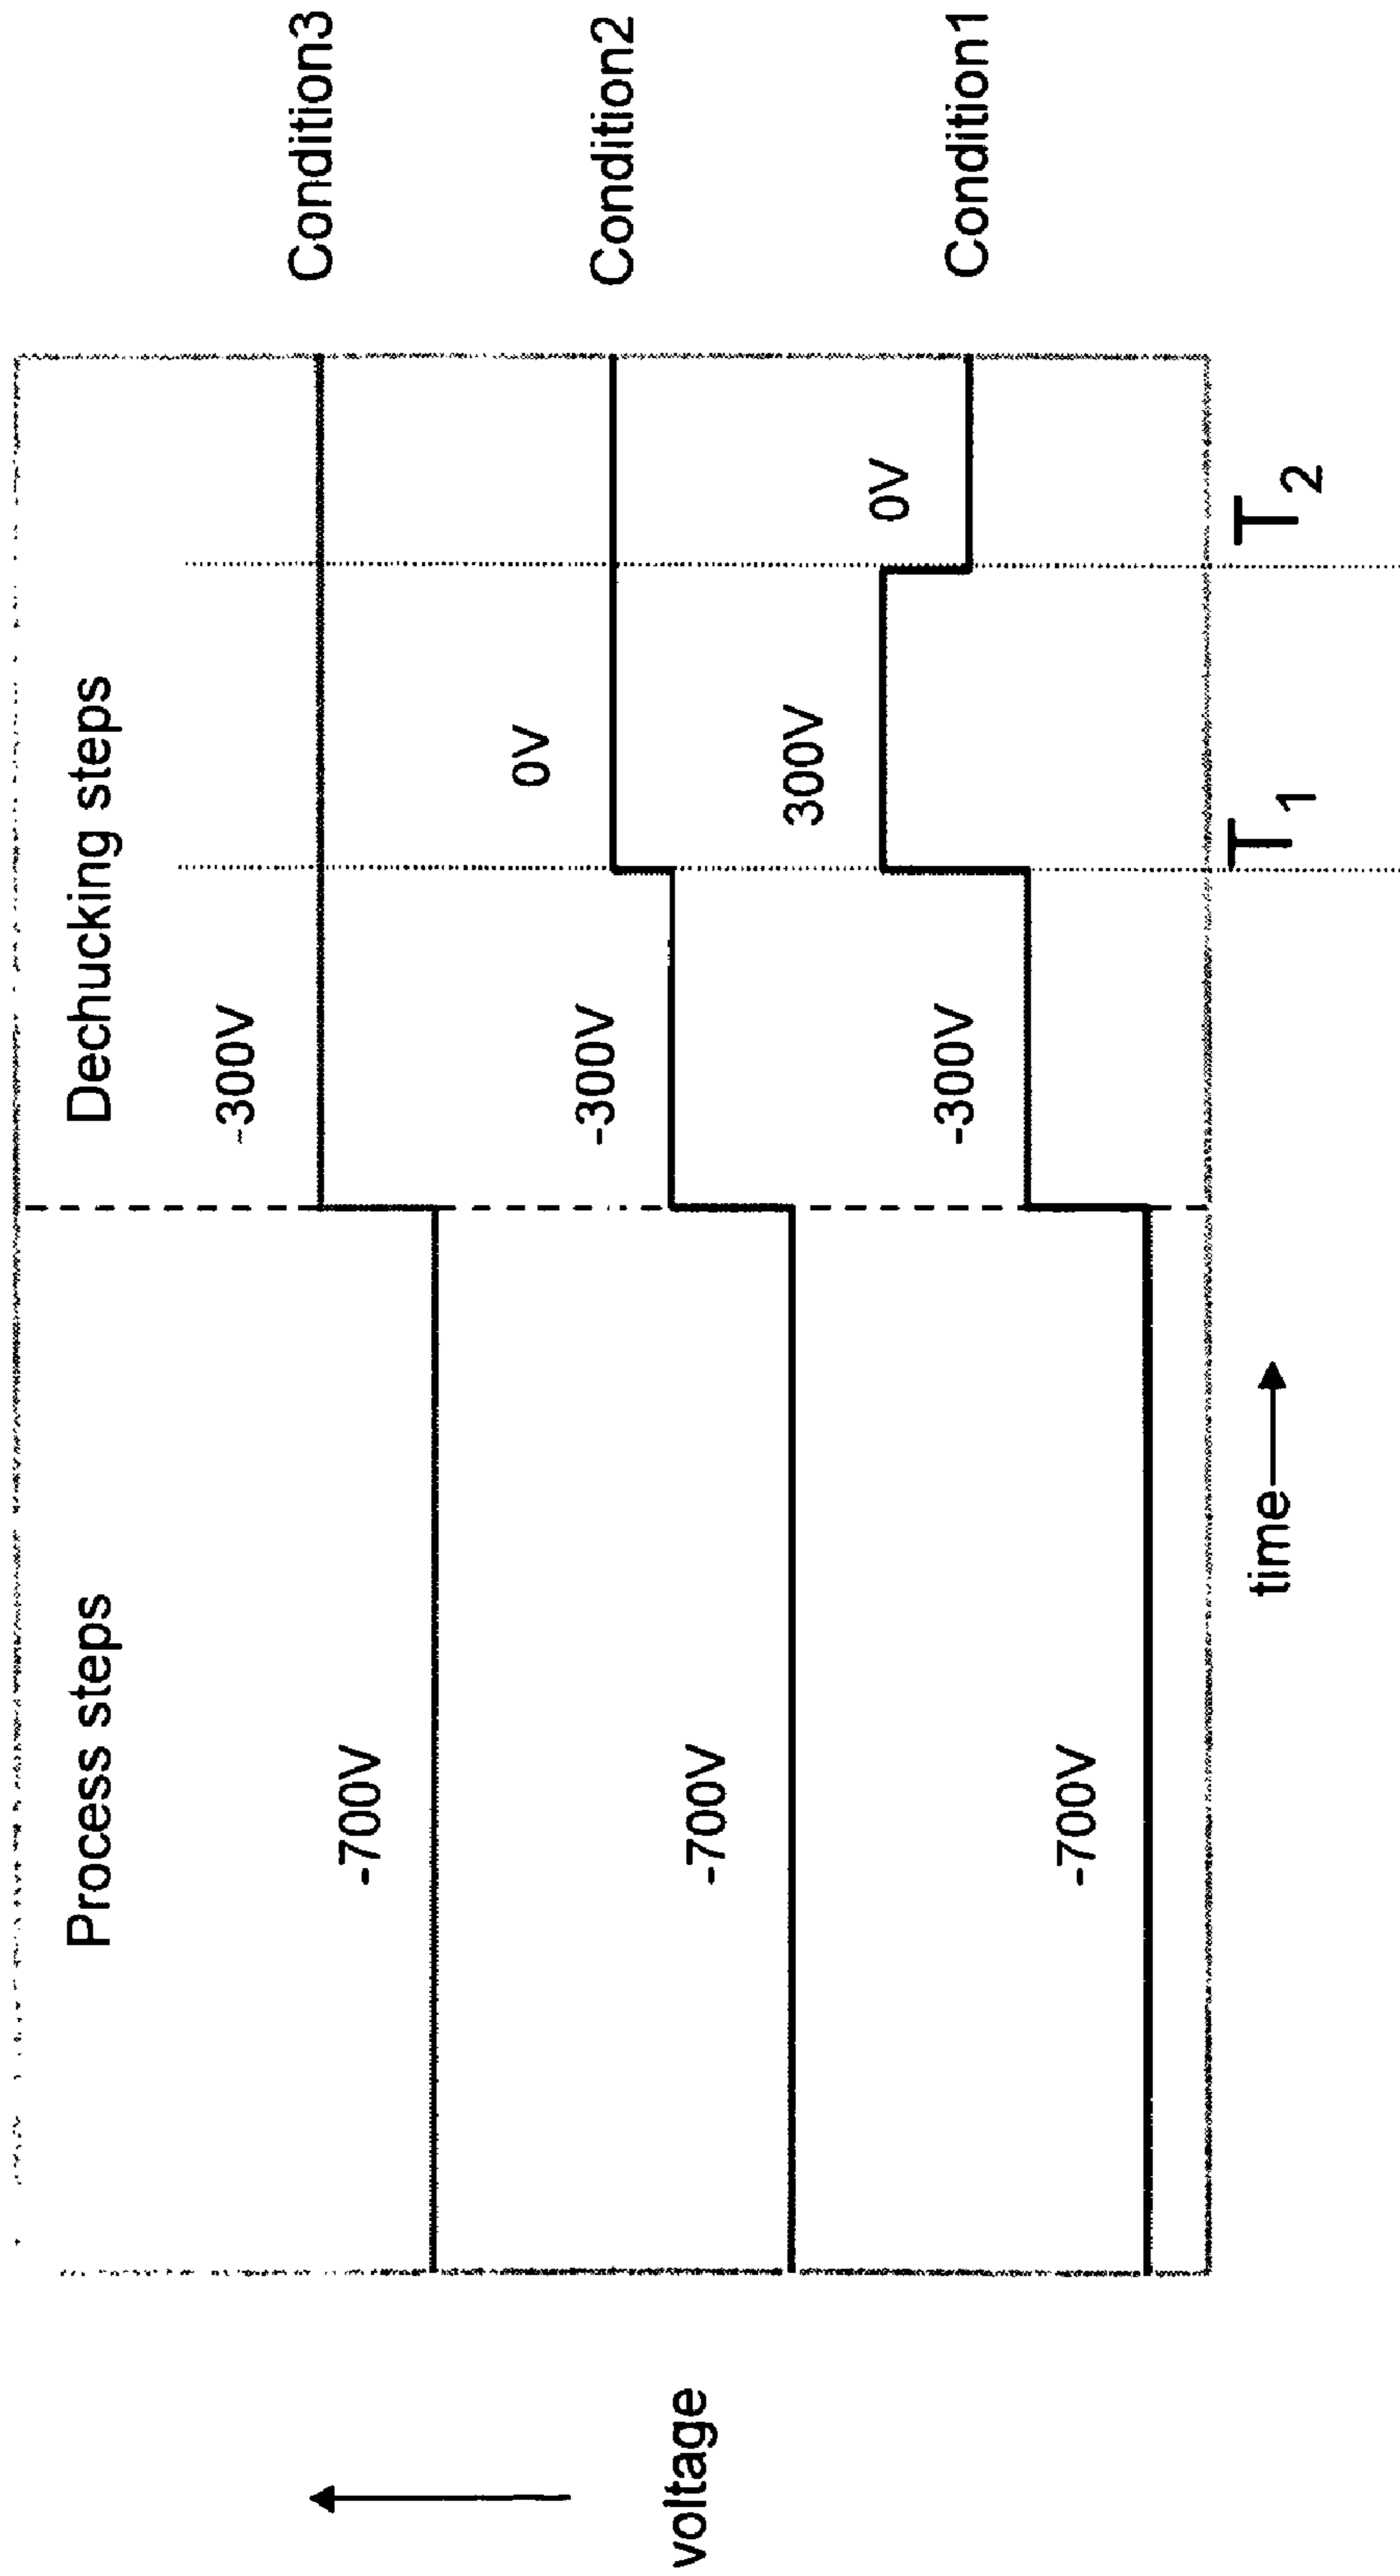 Process steps
Dechucking steps
-700V
-300V
Condition3
-700V
-300V
0V
Condition2
-700V
-300V
300V
0V
Condition1
T1
T2
time
voltage